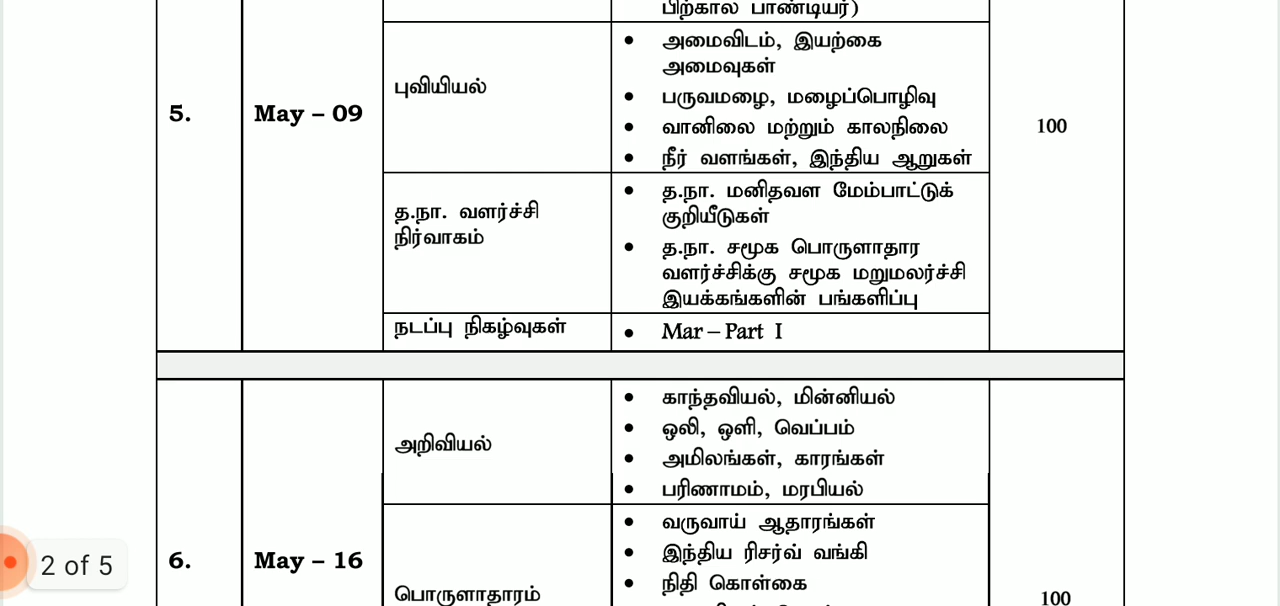 பிற்கால பாண்டியர்)
5.
May – 09
புவியியல்
• அமைவிடம், இயற்கை
அமைவுகள்
• பருவமழை, மழைப்பொழிவு
• வானிலை மற்றும் காலநிலை
• நீர் வளங்கள், இந்திய ஆறுகள்
100
த.நா. வளர்ச்சி
நிர்வாகம்
• த.நா. மனிதவள மேம்பாட்டுக்
குறியீடுகள்
• த.நா. சமூக பொருளாதார
வளர்ச்சிக்கு சமூக மறுமலர்ச்சி
இயக்கங்களின் பங்களிப்பு
நடப்பு நிகழ்வுகள்
• Mar – Part I
6.
May – 16
அறிவியல்
• காந்தவியல், மின்னியல்
• ஒலி, ஒளி, வெப்பம்
• அமிலங்கள், காரங்கள்
• பரிணாமம், மரபியல்
பொருளாதாரம்
• வருவாய் ஆதாரங்கள்
• இந்திய ரிசர்வ் வங்கி
• நிதி கொள்கை
100
2 of 5